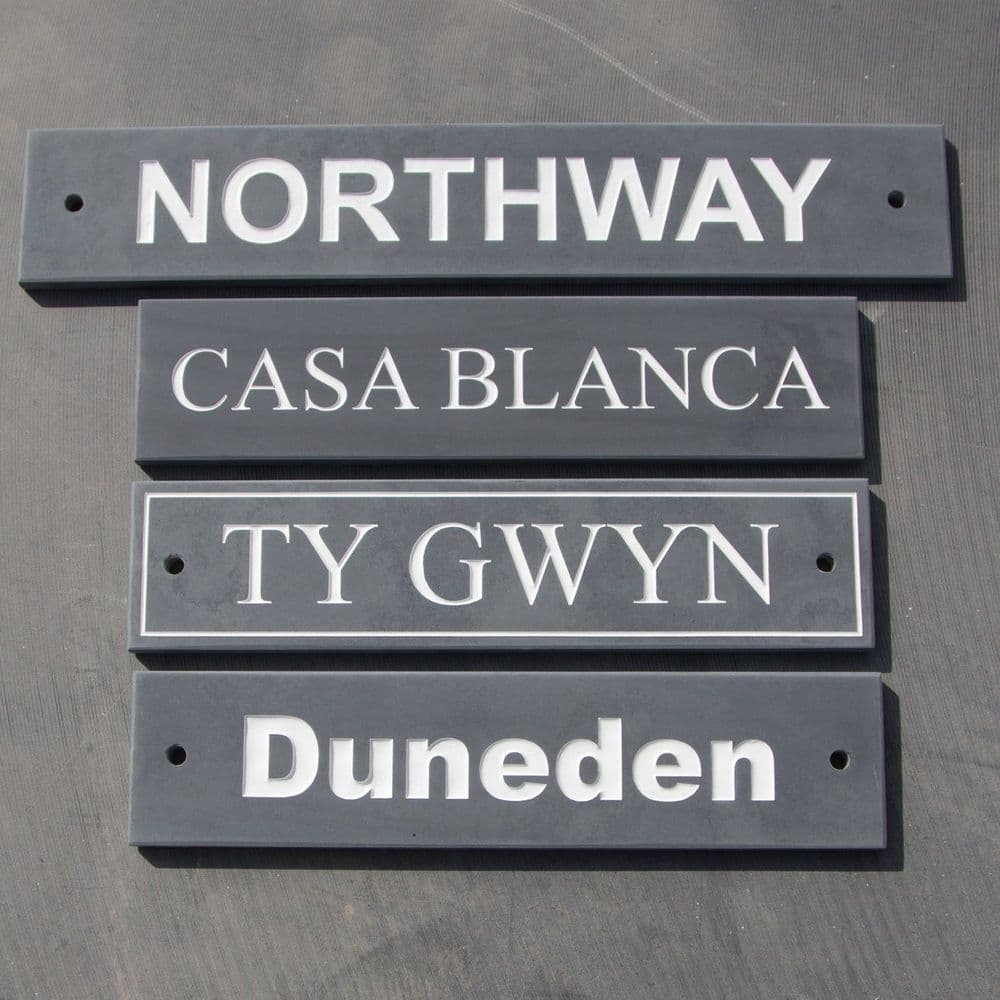 NORTHWAY
CASA BLANCA
TY GWYN
Duneden